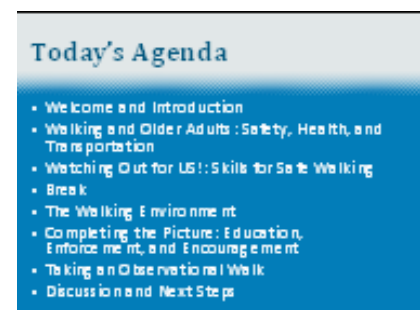 Today's Agenda
• Welcome and Introduction
• Walking and Older Adults: Safety, Health, and
Transportation
• Watching Out for US!: Skills for Safe Walking
• Break
• The Walking Environment
• Completing the Picture: Education,
Enforcement, and Encouragement
• Taking an Observational Walk
• Discussion and Next Steps